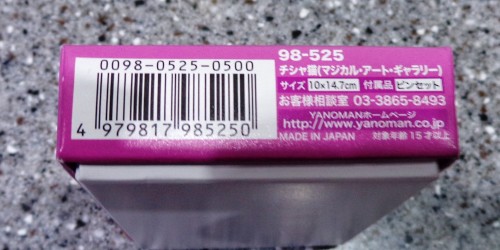 0098-0525-0500
4 979817 985250
98-525
チシャ猫(マジカル・アート・ギャラリー)
サイズ 10x14.7cm 付属品 ピンセット
お客様相談室 03-3865-8493
YANOMANホームページ
http://www.yanoman.co.jp
MADE IN JAPAN 対象年齢15才以上